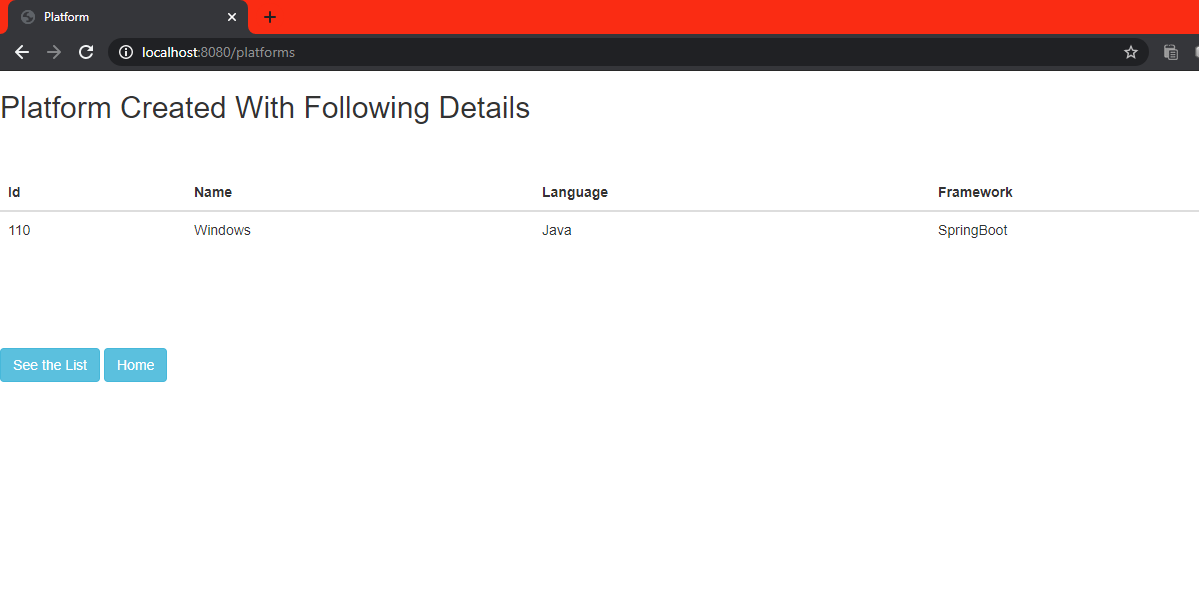 Platform
localhost:8080/platforms
Platform Created With Following Details
Id Name Language Framework
110 Windows Java SpringBoot
See the List Home